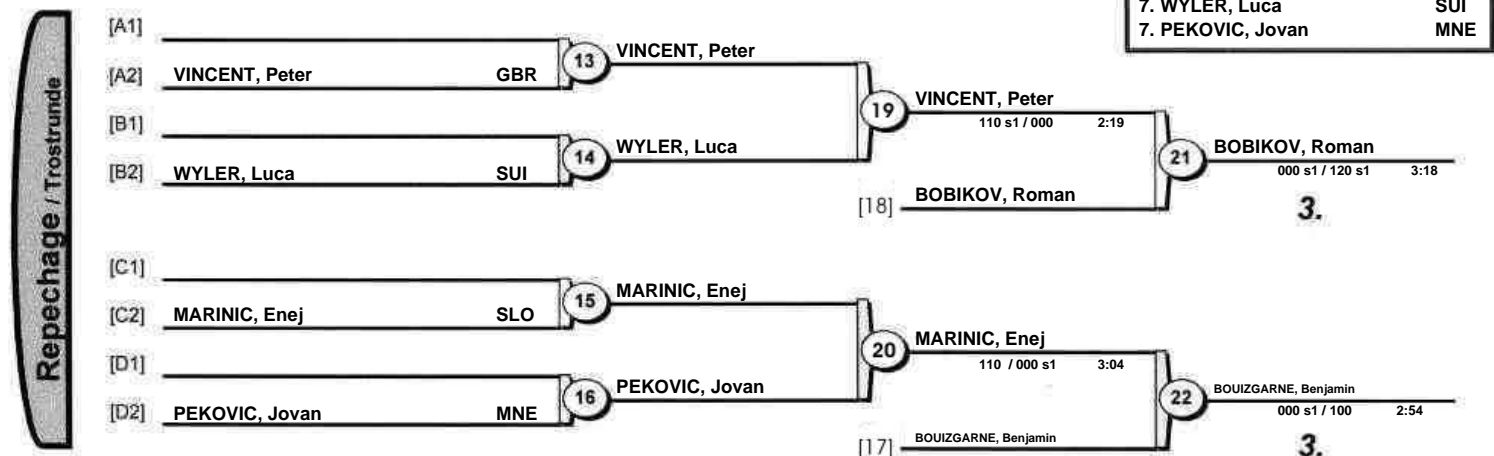 7. WYLER, Luca SUI
7. PEKOVIC, Jovan MNE
Repechage / Trostrunde
[A1]
13 VINCENT, Peter
[A2] VINCENT, Peter GBR
19 VINCENT, Peter
110 s1 / 000 2:19
[B1]
14 WYLER, Luca
[B2] WYLER, Luca SUI
21 BOBIKOV, Roman
000 s1 / 120 s1 3:18
[18] BOBIKOV, Roman
3.
[C1]
15 MARINIC, Enej
[C2] MARINIC, Enej SLO
20 MARINIC, Enej
110 / 000 s1 3:04
[D1]
16 PEKOVIC, Jovan
[D2] PEKOVIC, Jovan MNE
22 BOUIZGARNE, Benjamin
000 s1 / 100 2:54
[17] BOUIZGARNE, Benjamin
3.